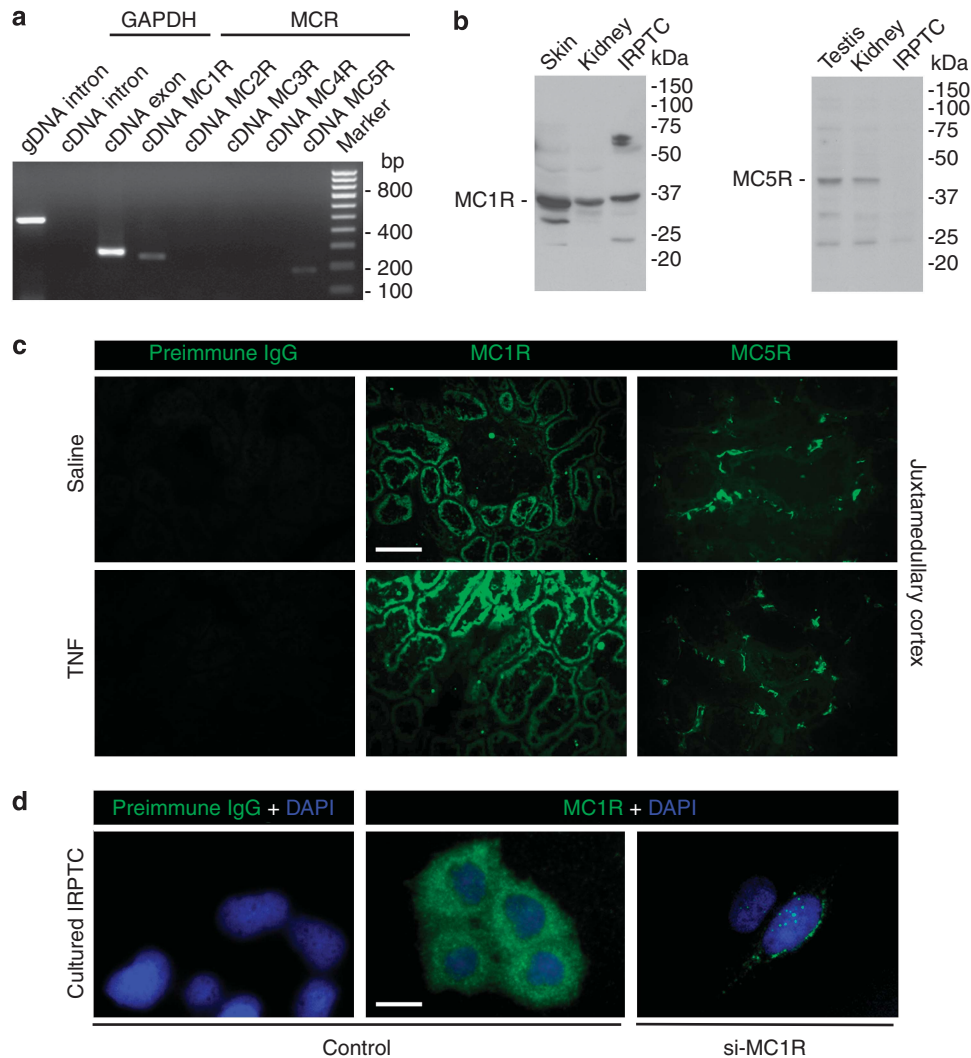 a
GAPDH
MCR
gDNA intron
cDNA intron
cDNA exon
cDNA MC1R
cDNA MC2R
cDNA MC3R
cDNA MC4R
cDNA MC5R
Marker
bp
- 800
- 400
- 200
- 100
b
Skin
Kidney
IRPTC
kDa
-150
-100
-75
-50
-37
-25
-20
MC1R -
Testis
Kidney
IRPTC
kDa
-150
-100
-75
-50
-37
-25
-20
MC5R -
c
Preimmune IgG
MC1R
MC5R
Saline
TNF
Juxtamedullary cortex
d
Preimmune IgG + DAPI
MC1R + DAPI
Cultured IRPTC
Control
si-MC1R